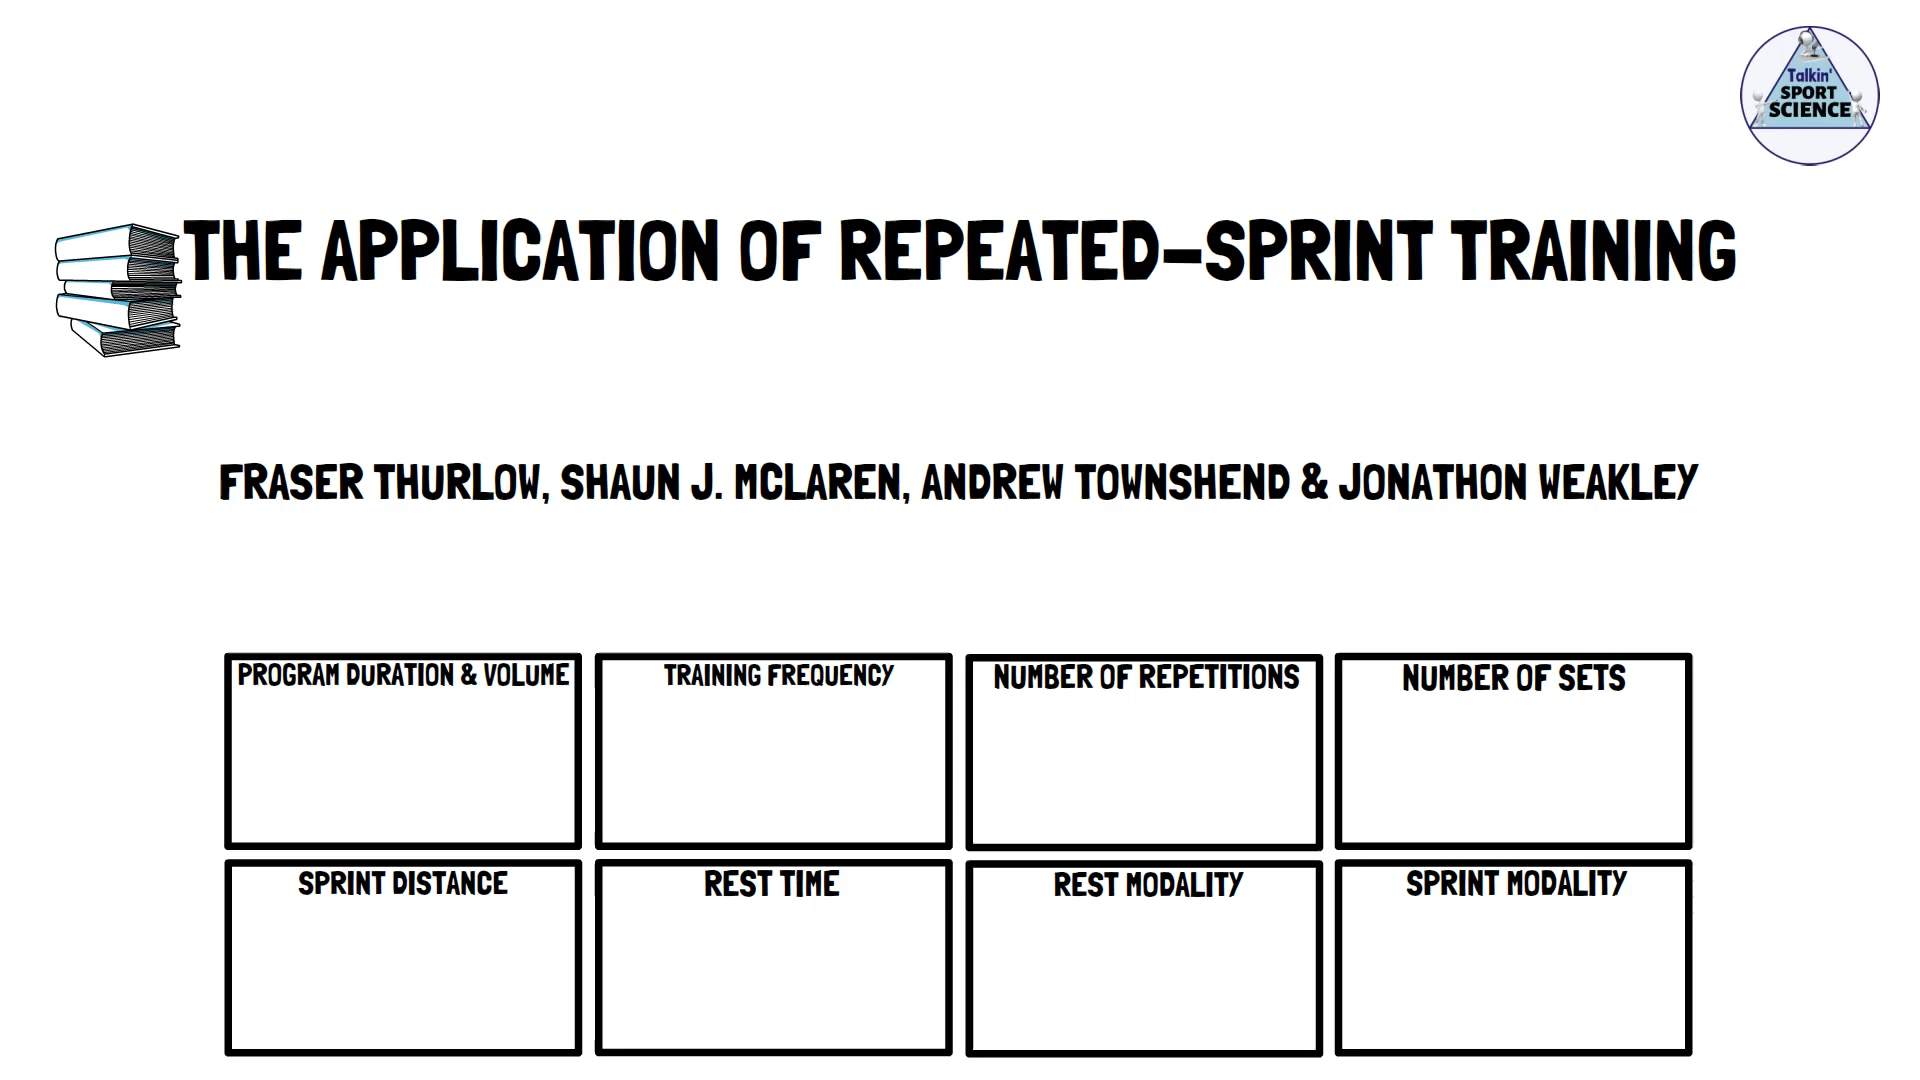 Talkin'
SPORT
SCIENCE
THE APPLICATION OF REPEATED-SPRINT TRAINING
FRASER THURLOW, SHAUN J. MCLAREN, ANDREW TOWNSHEND & JONATHON WEAKLEY
PROGRAM DURATION & VOLUME
TRAINING FREQUENCY
NUMBER OF REPETITIONS
NUMBER OF SETS
SPRINT DISTANCE
REST TIME
REST MODALITY
SPRINT MODALITY